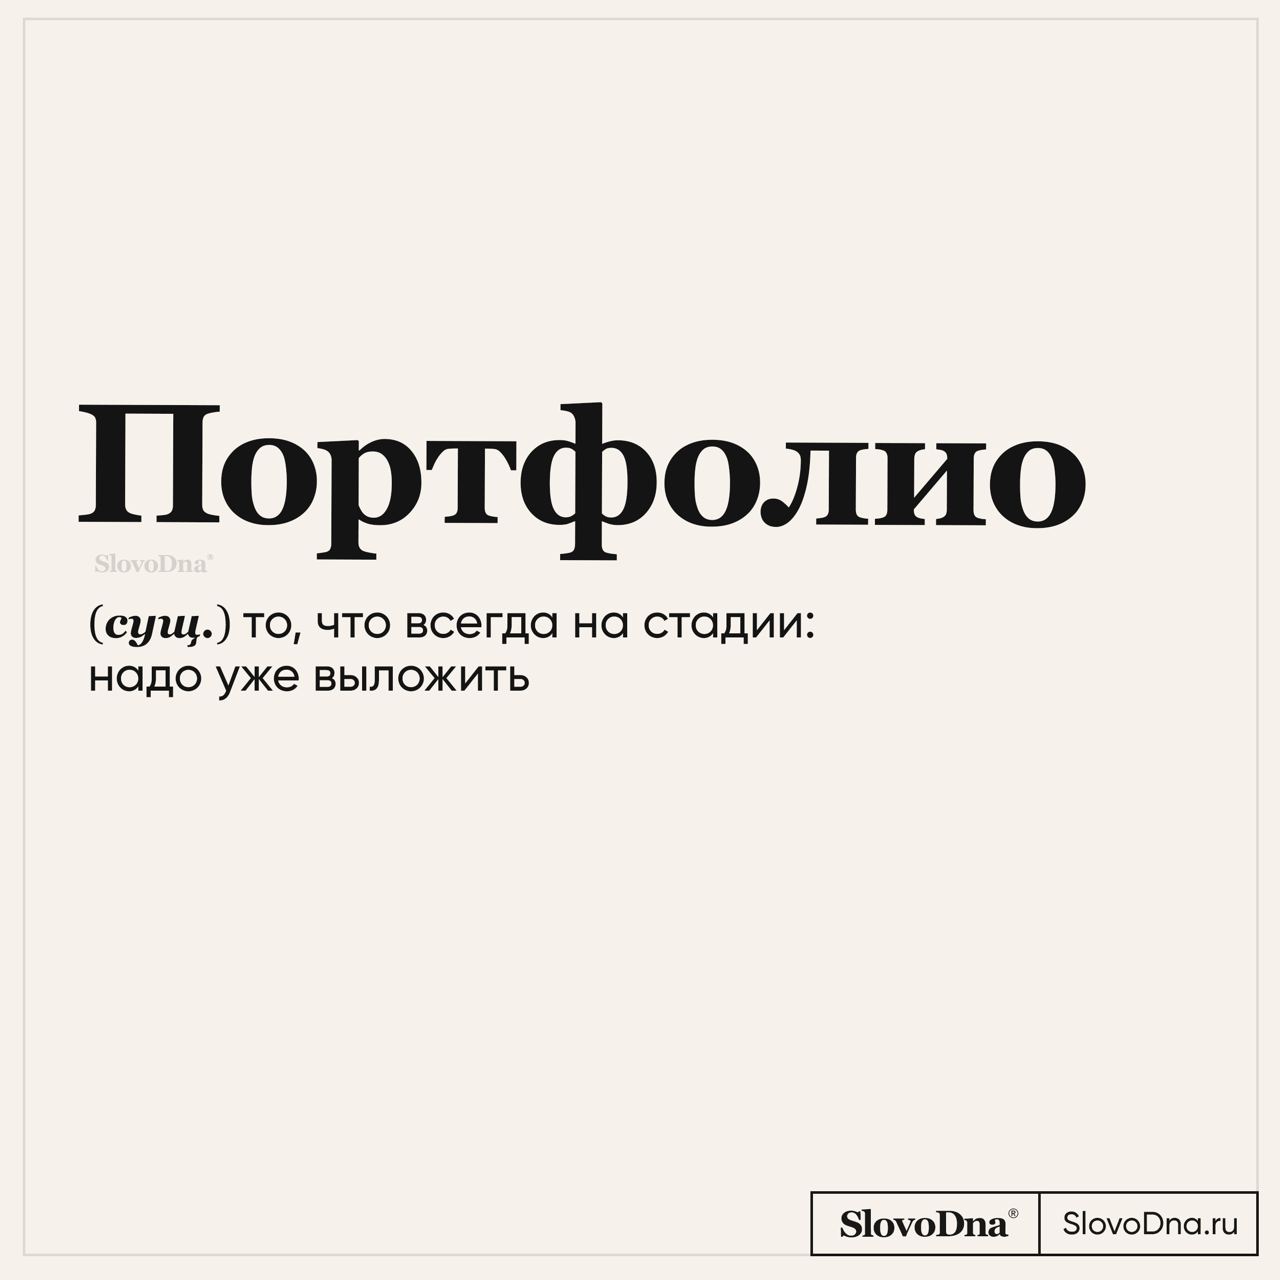 Портфолио
SlovoDna®
(сущ.) то, что всегда на стадии:
надо уже выложить
SlovoDna® SlovoDna.ru